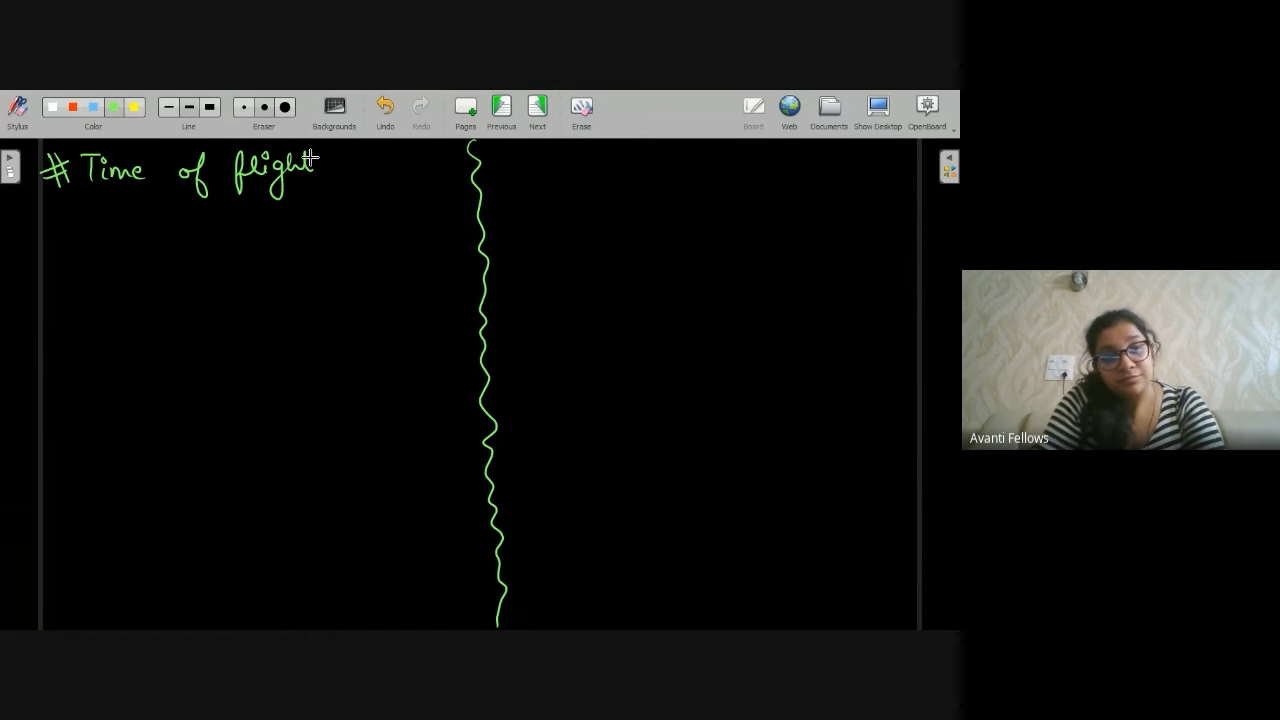 Stylus Color Line Eraser Backgrounds Undo Redo Pages Previous Next Erase Board Web Documents Show Desktop OpenBoard
# Time of flight
Avanti Fellows